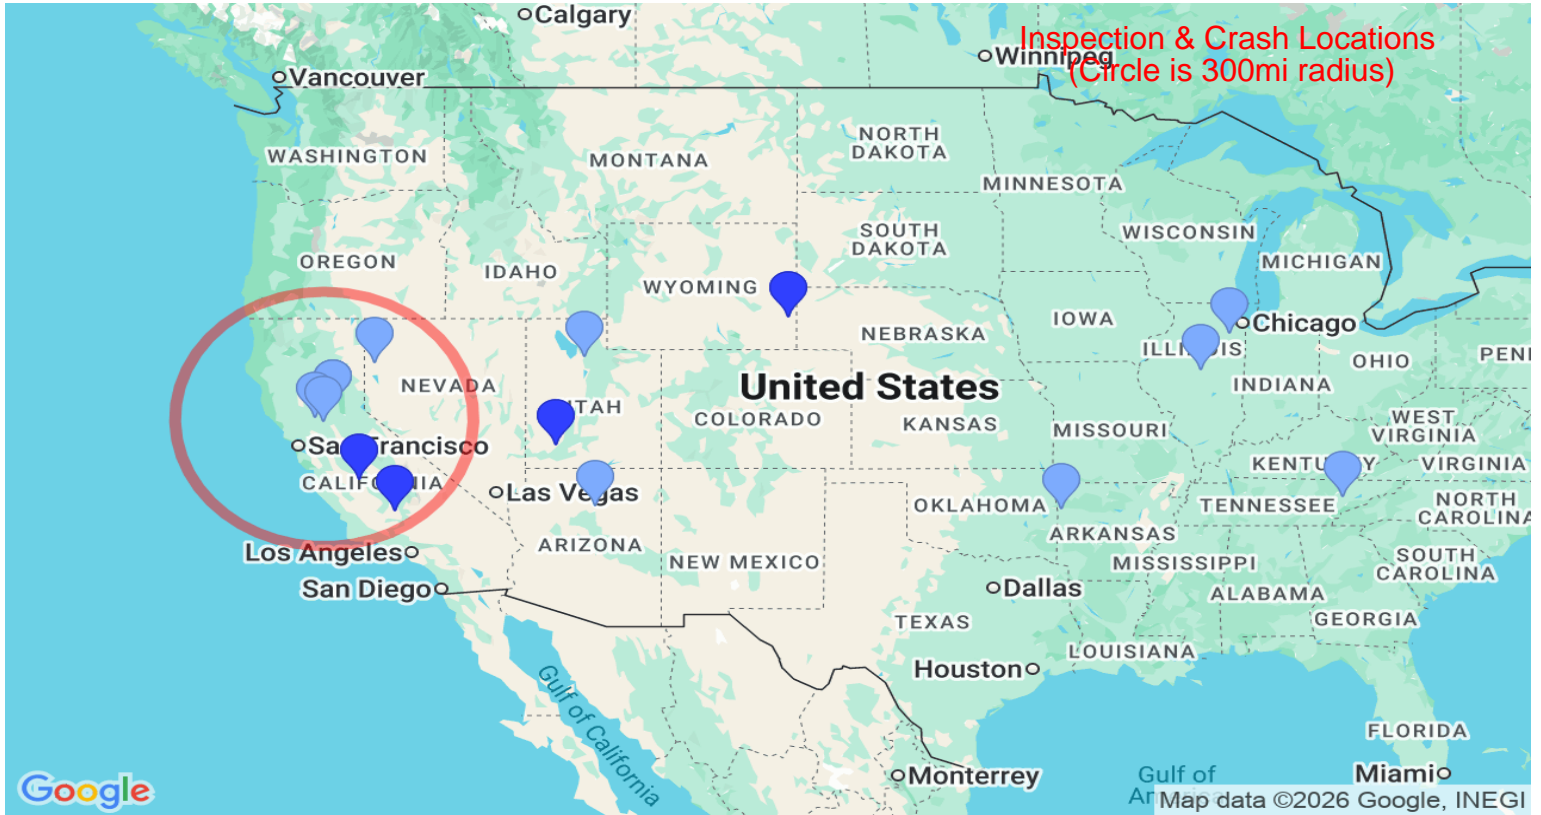 Calgary
Inspection & Crash Locations
Winnipeg
(Circle is 300mi radius)
Vancouver
WASHINGTON
MONTANA
NORTH
DAKOTA
MINNESOTA
SOUTH
DAKOTA
WISCONSIN
MICHIGAN
OREGON
IDAHO
WYOMING
NEBRASKA
IOWA
Chicago
ILLINOIS
OHIO
PENI
NEVADA
United States
INDIANA
UTAH
COLORADO
KANSAS
MISSOURI
WEST
VIRGINIA
San Francisco
KENTUCKY
VIRGINIA
CALIFORNIA
Las Vegas
OKLAHOMA
TENNESSEE
NORTH
CAROLINA
ARKANSAS
Los Angeles
ARIZONA
NEW MEXICO
MISSISSIPPI
SOUTH
CAROLINA
San Diego
Dallas
ALABAMA
TEXAS
GEORGIA
LOUISIANA
Houston
Gulf of California
FLORIDA
Monterrey
Gulf of
Miami
America
Google
Map data ©2026 Google, INEGI